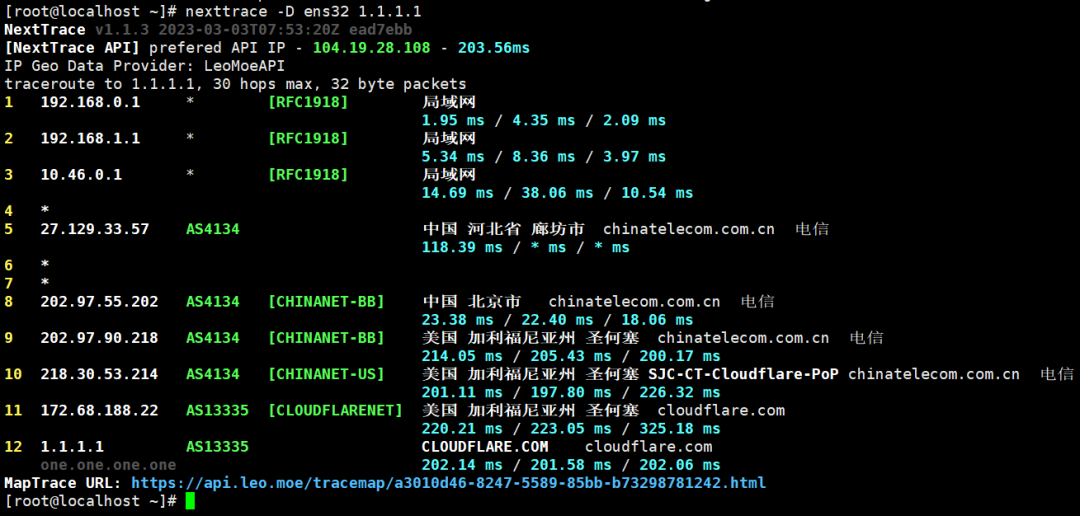 [root@localhost ~]# nexttrace -D ens32 1.1.1.1
NextTrace v1.1.3 2023-03-03T07:53:20Z ead7ebb
[NextTrace API] prefered API IP - 104.19.28.108 - 203.56ms
IP Geo Data Provider: LeoMoeAPI
traceroute to 1.1.1.1, 30 hops max, 32 byte packets
1 192.168.0.1 * [RFC1918] 局域网
1.95 ms / 4.35 ms / 2.09 ms
2 192.168.1.1 * [RFC1918] 局域网
5.34 ms / 8.36 ms / 3.97 ms
3 10.46.0.1 * [RFC1918] 局域网
14.69 ms / 38.06 ms / 10.54 ms
4 *
5 27.129.33.57 AS4134 中国 河北省 廊坊市 chinatelecom.com.cn 电信
118.39 ms / * ms / * ms
6 *
7 *
8 202.97.55.202 AS4134 [CHINANET-BB] 中国 北京市 chinatelecom.com.cn 电信
23.38 ms / 22.40 ms / 18.06 ms
9 202.97.90.218 AS4134 [CHINANET-BB] 美国 加利福尼亚州 圣何塞 chinatelecom.com.cn 电信
214.05 ms / 205.43 ms / 200.17 ms
10 218.30.53.214 AS4134 [CHINANET-US] 美国 加利福尼亚州 圣何塞 SJC-CT-Cloudflare-PoP chinatelecom.com.cn 电信
201.11 ms / 197.80 ms / 226.32 ms
11 172.68.188.22 AS13335 [CLOUDFLARENET] 美国 加利福尼亚州 圣何塞 cloudflare.com
220.21 ms / 223.05 ms / 325.18 ms
12 1.1.1.1 AS13335 CLOUDFLARE.COM cloudflare.com
one.one.one.one 202.14 ms / 201.58 ms / 202.06 ms
MapTrace URL: https://api.leo.moe/tracemap/a3010d46-8247-5589-85bb-b73298781242.html
[root@localhost ~]#